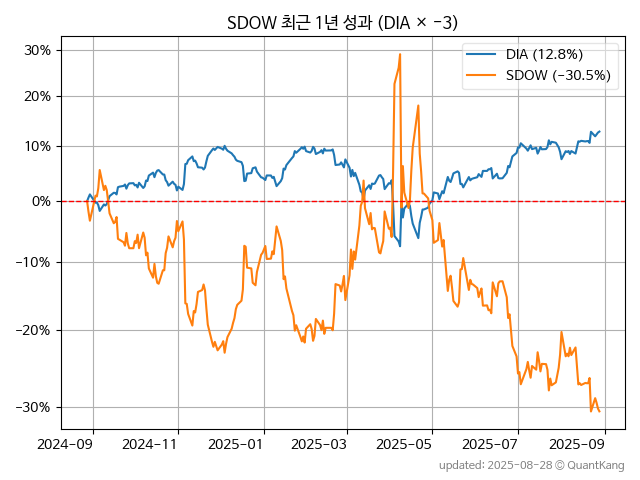 SDOW 최근 1년 성과 (DIA × −3)
DIA (12.8%)
SDOW (−30.5%)
30%
20%
10%
0%
−10%
−20%
−30%
2024-09 2024-11 2025-01 2025-03 2025-05 2025-07 2025-09
updated: 2025-08-28 © QuantKang